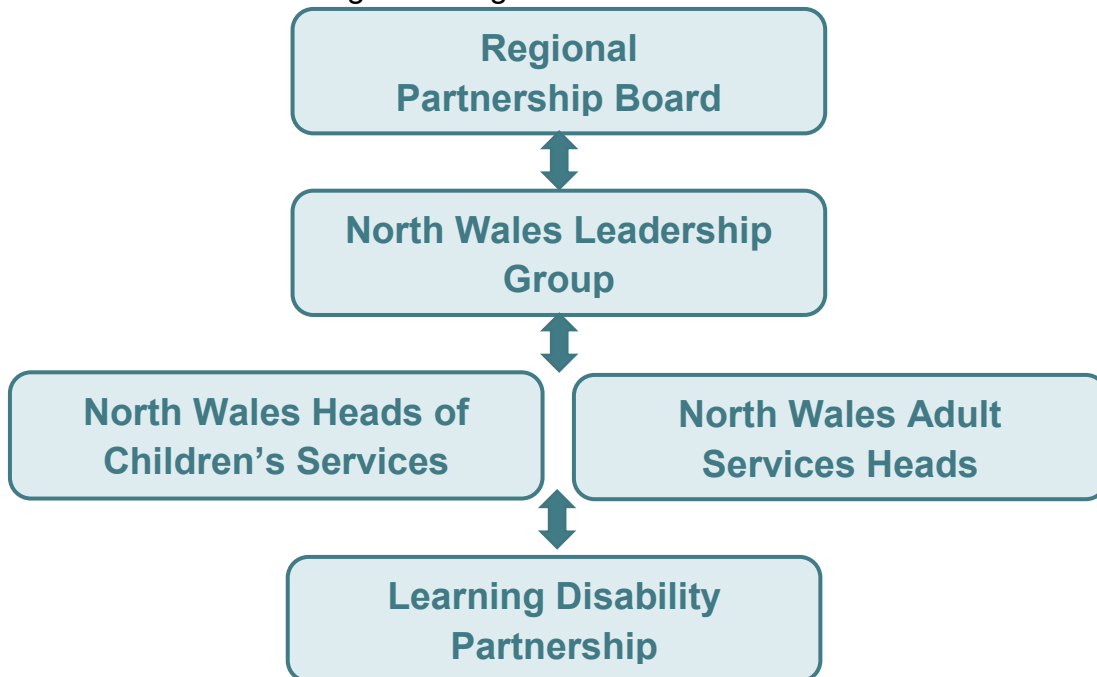 Regional
Partnership Board
North Wales Leadership
Group
North Wales Heads of
Children’s Services
North Wales Adult
Services Heads
Learning Disability
Partnership